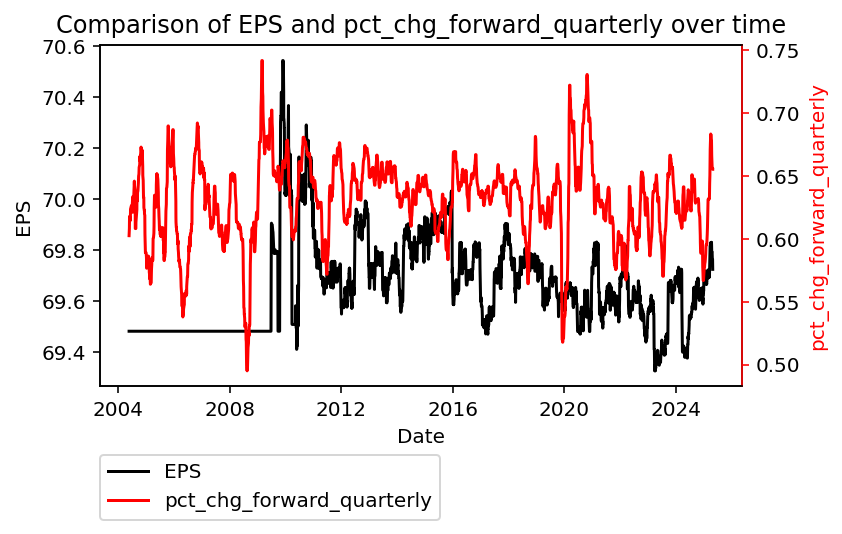 Comparison of EPS and pct_chg_forward_quarterly over time
70.6
70.4
70.2
70.0
69.8
69.6
69.4
EPS
0.75
0.70
0.65
0.60
0.55
0.50
pct_chg_forward_quarterly
2004 2008 2012 2016 2020 2024
Date
EPS
pct_chg_forward_quarterly